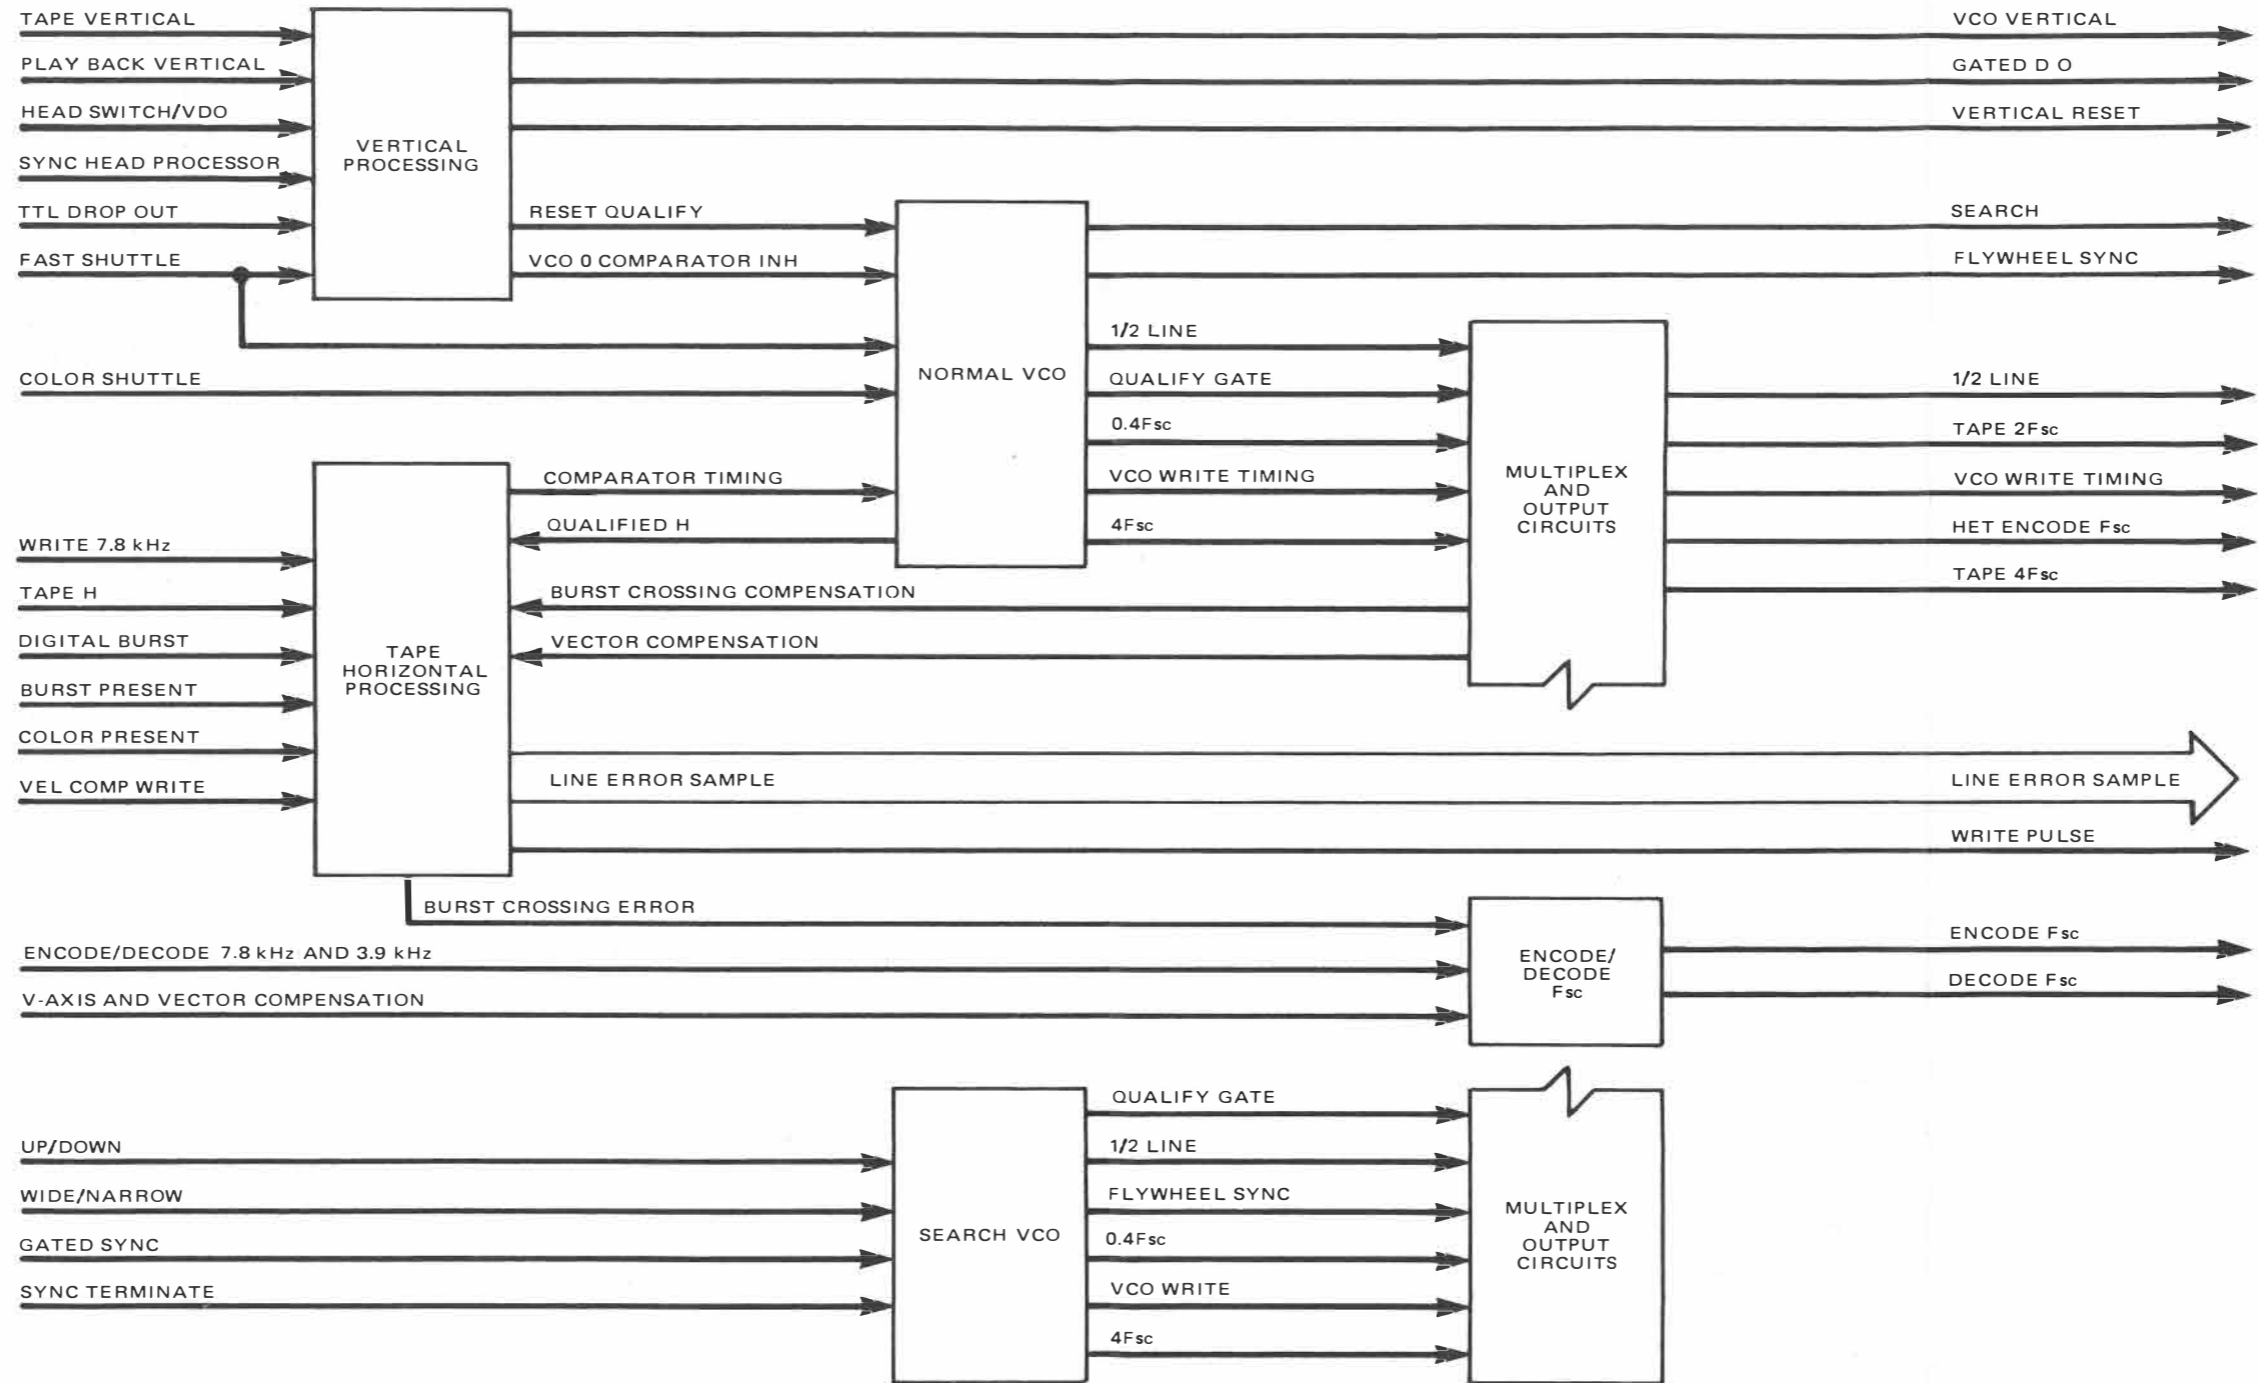 TAPE VERTICAL
VCO VERTICAL
PLAY BACK VERTICAL
GATED D O
HEAD SWITCH/VDO
VERTICAL RESET
VERTICAL
PROCESSING
SYNC HEAD PROCESSOR
TTL DROP OUT
RESET QUALIFY
SEARCH
FAST SHUTTLE
VCO 0 COMPARATOR INH
FLYWHEEL SYNC
1/2 LINE
COLOR SHUTTLE
NORMAL VCO
QUALIFY GATE
1/2 LINE
0.4Fsc
TAPE 2Fsc
COMPARATOR TIMING
VCO WRITE TIMING
MULTIPLEX
AND
OUTPUT
CIRCUITS
VCO WRITE TIMING
QUALIFIED H
4Fsc
HET ENCODE Fsc
WRITE 7.8 kHz
TAPE 4Fsc
TAPE H
BURST CROSSING COMPENSATION
DIGITAL BURST
VECTOR COMPENSATION
TAPE
HORIZONTAL
PROCESSING
BURST PRESENT
COLOR PRESENT
VEL COMP WRITE
LINE ERROR SAMPLE
LINE ERROR SAMPLE
WRITE PULSE
BURST CROSSING ERROR
ENCODE/DECODE 7.8 kHz AND 3.9 kHz
ENCODE/
DECODE
Fsc
ENCODE Fsc
V-AXIS AND VECTOR COMPENSATION
DECODE Fsc
QUALIFY GATE
UP/DOWN
1/2 LINE
WIDE/NARROW
FLYWHEEL SYNC
GATED SYNC
SEARCH VCO
0.4Fsc
MULTIPLEX
AND
OUTPUT
CIRCUITS
SYNC TERMINATE
VCO WRITE
4Fsc